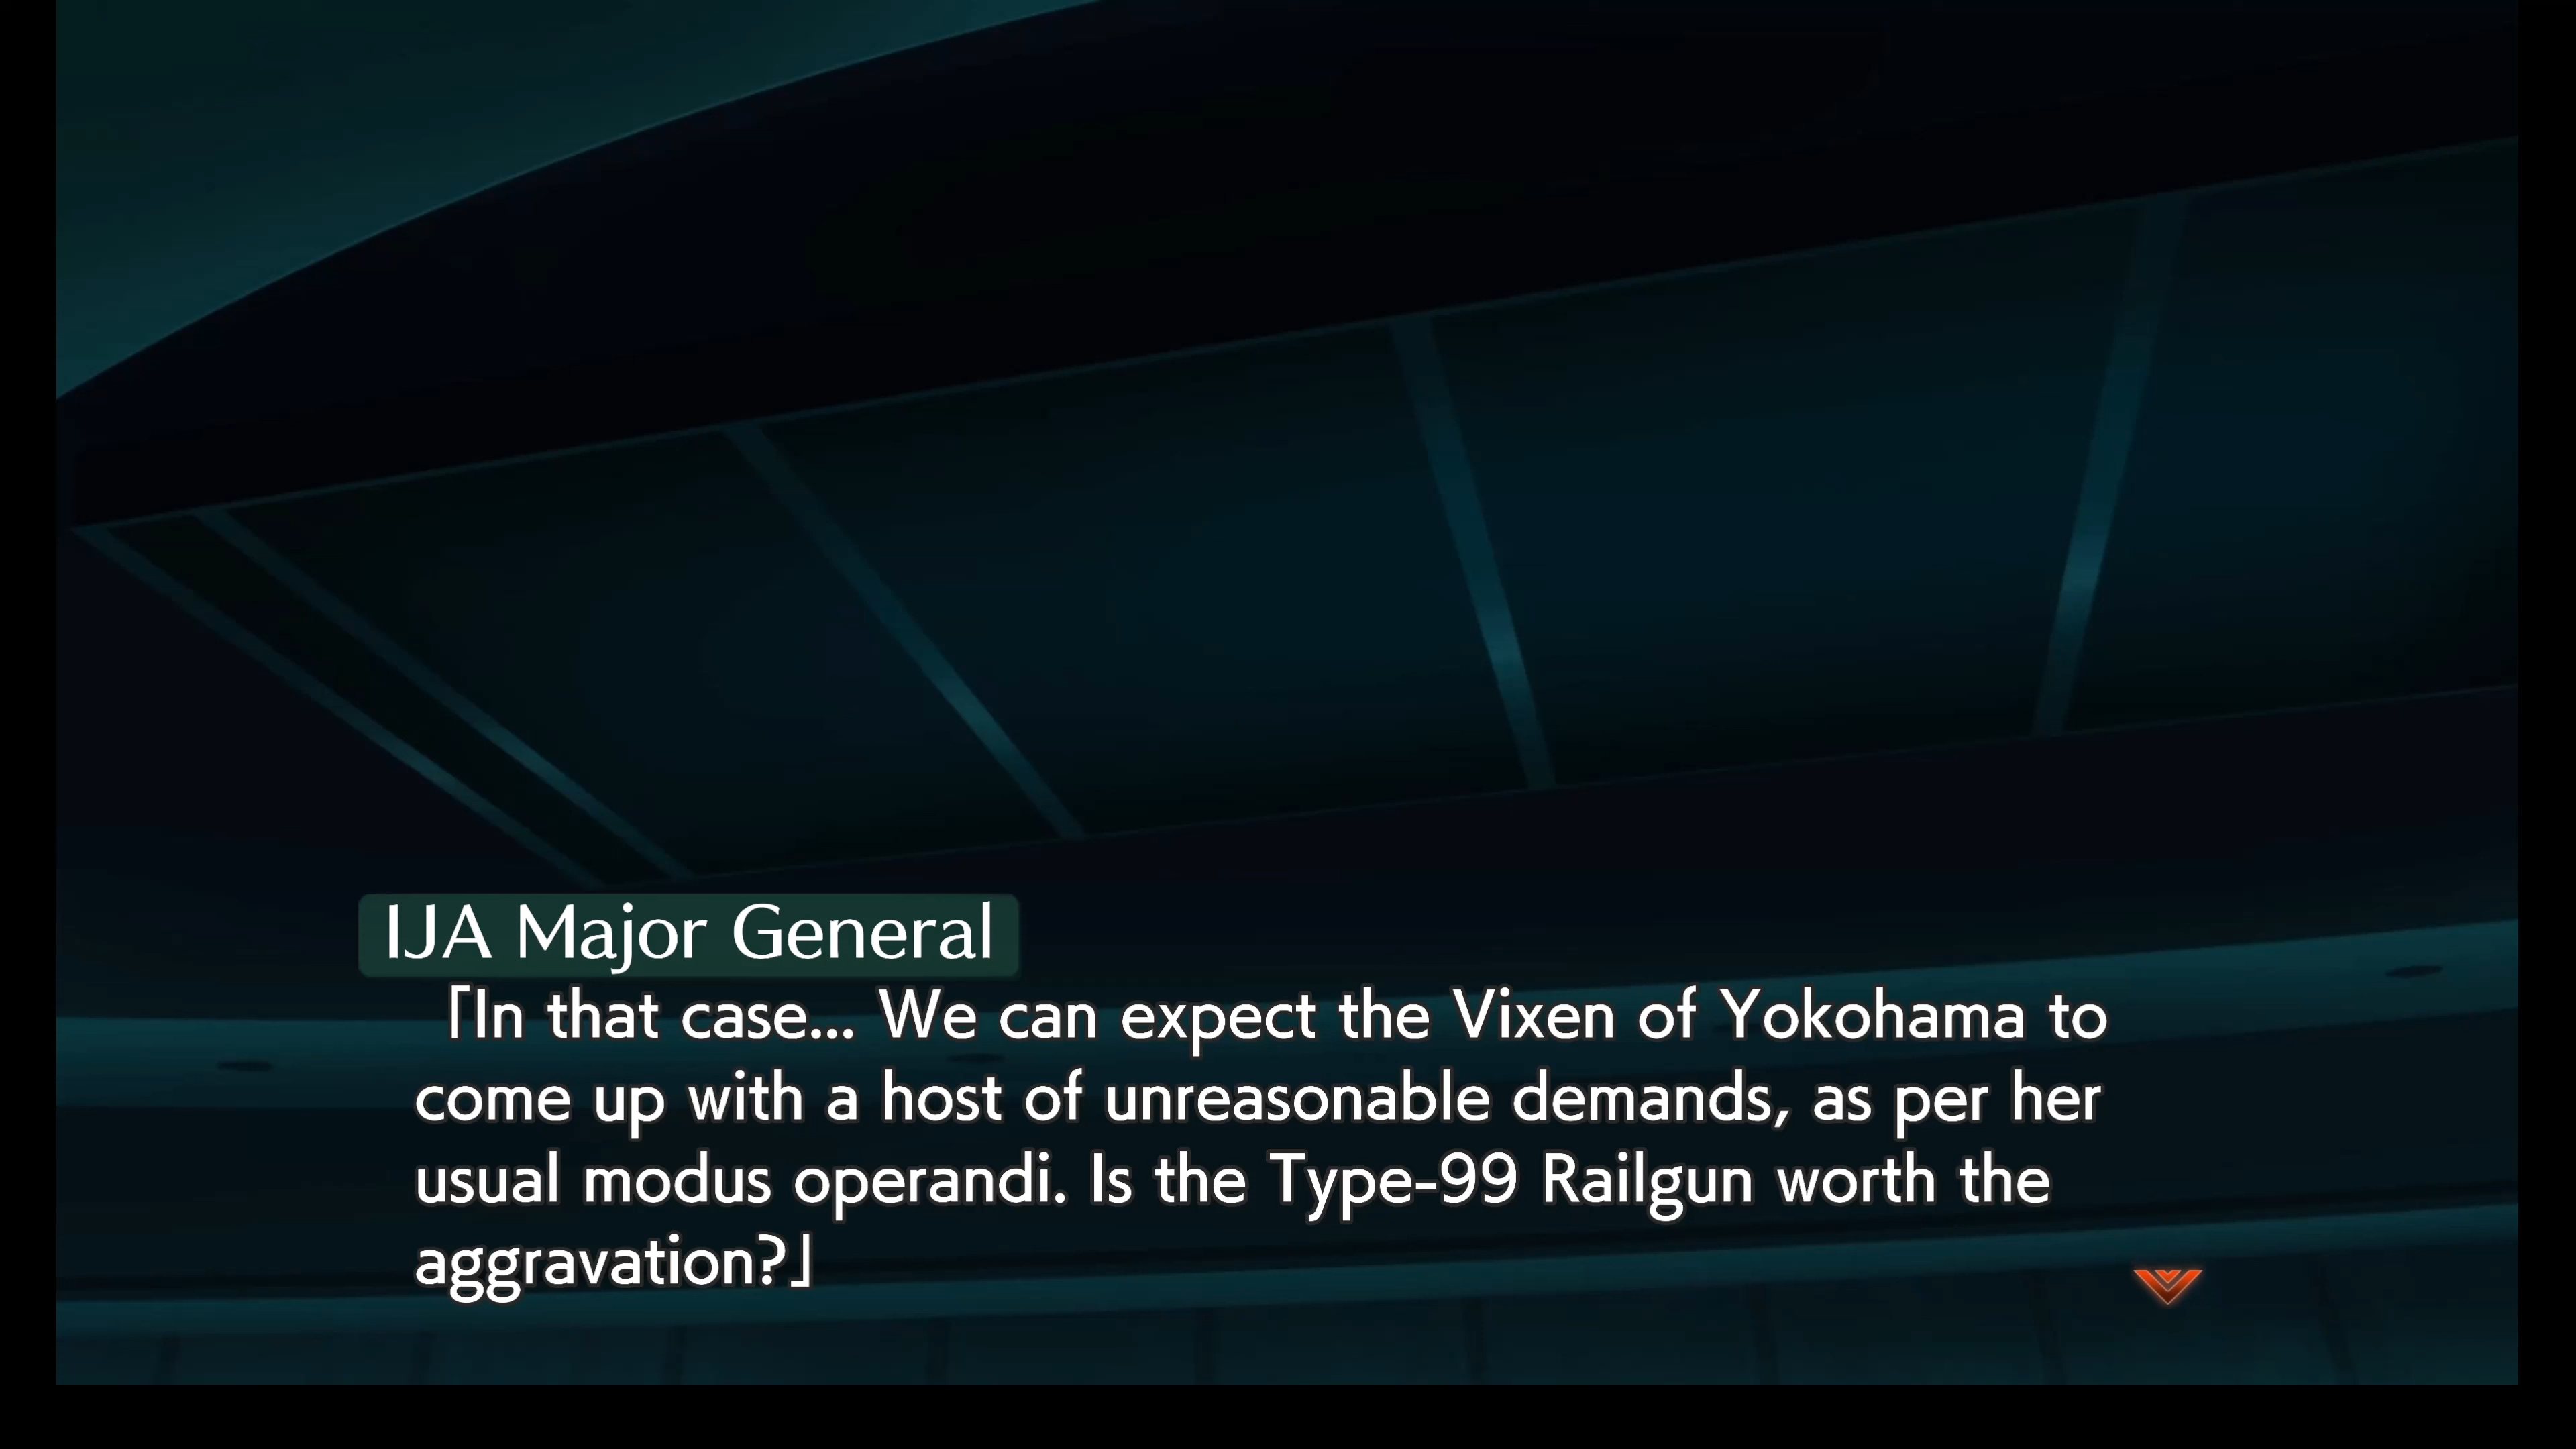 IJA Major General
「In that case... We can expect the Vixen of Yokohama to
come up with a host of unreasonable demands, as per her
usual modus operandi. Is the Type-99 Railgun worth the
aggravation?」